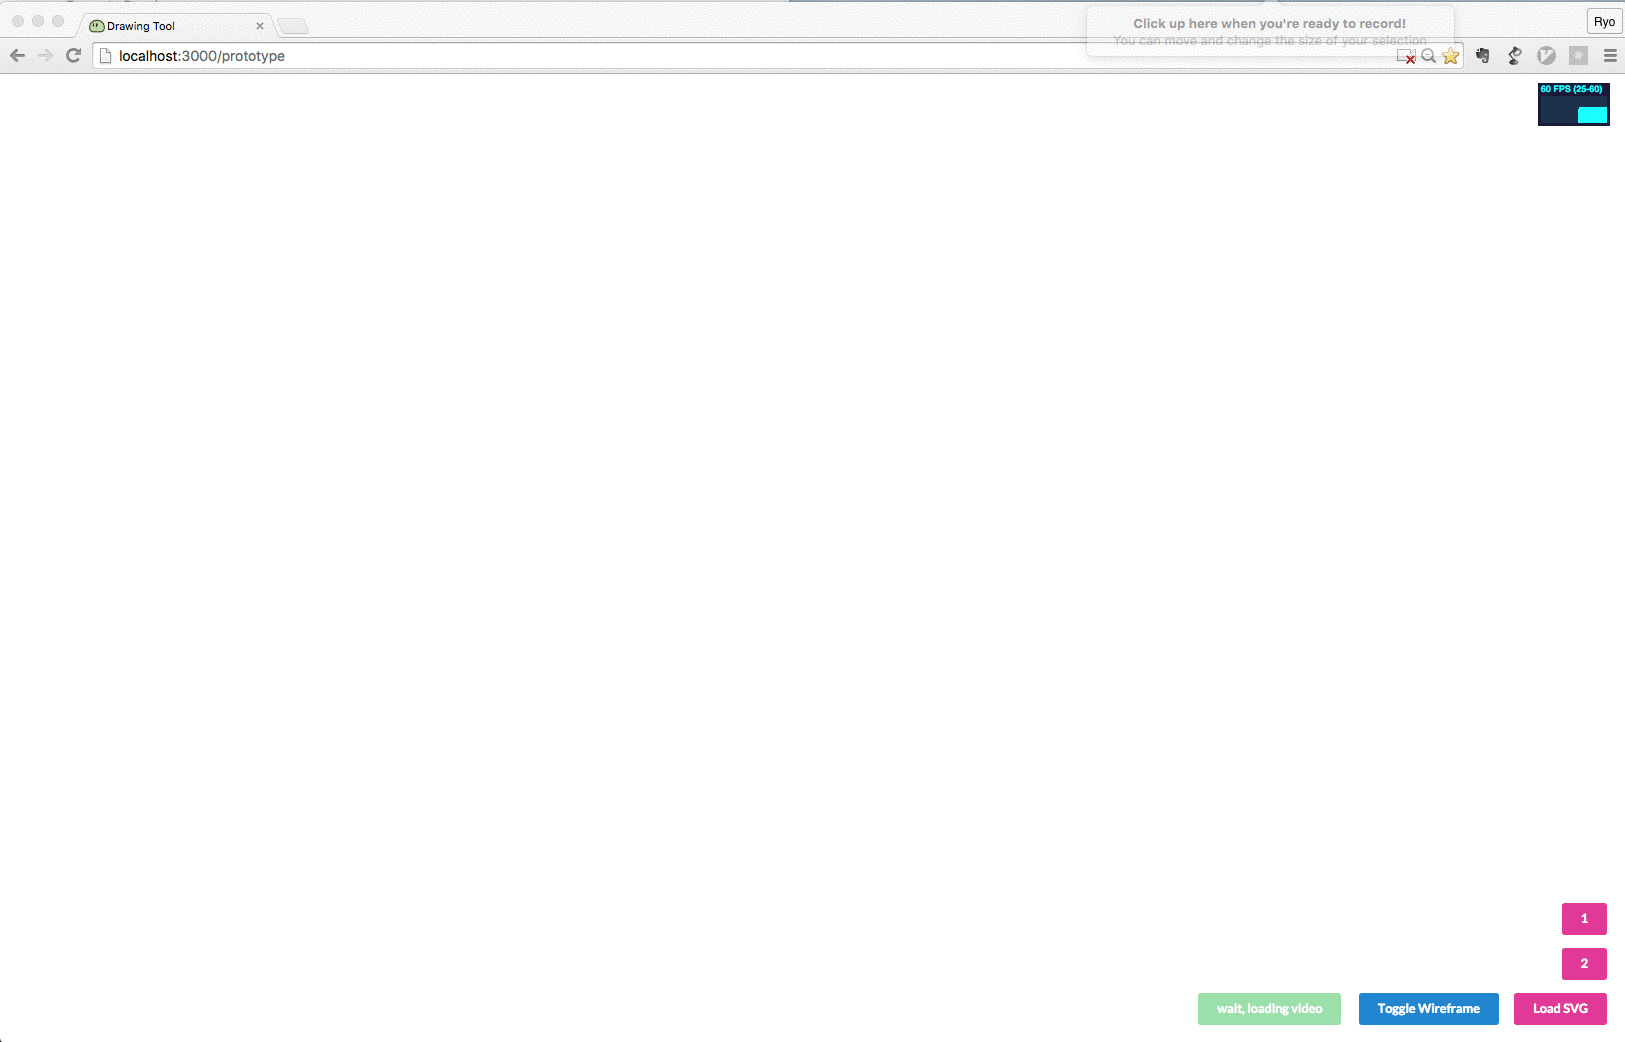 Drawing Tool
Click up here when you're ready to record!
You can move and change the size of your selection
Ryo
localhost:3000/prototype
60 FPS (25-60)
1
2
wait, loading video
Toggle Wireframe
Load SVG